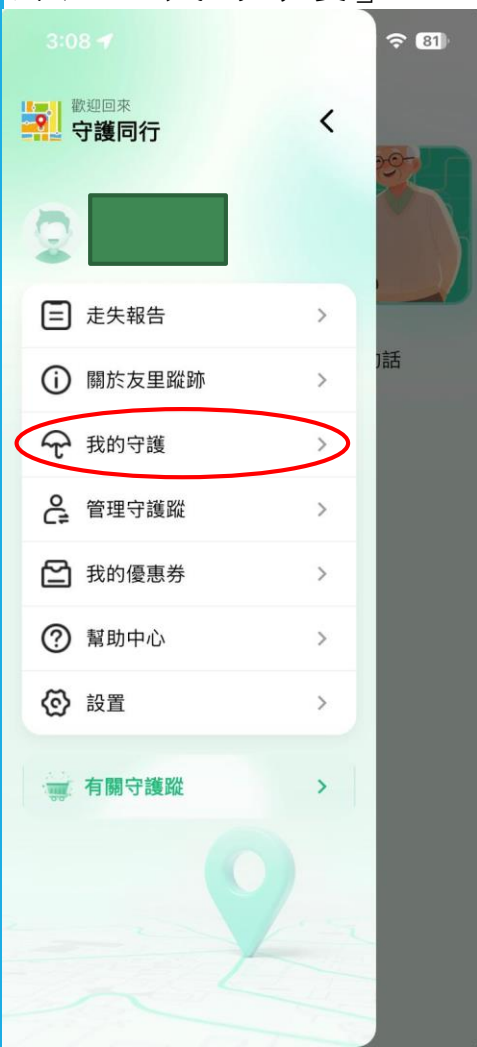 3:08
81
歡迎回來
守護同行
走失報告
關於友里蹤跡
我的守護
管理守護蹤
我的優惠券
幫助中心
設置
有關守護蹤
話